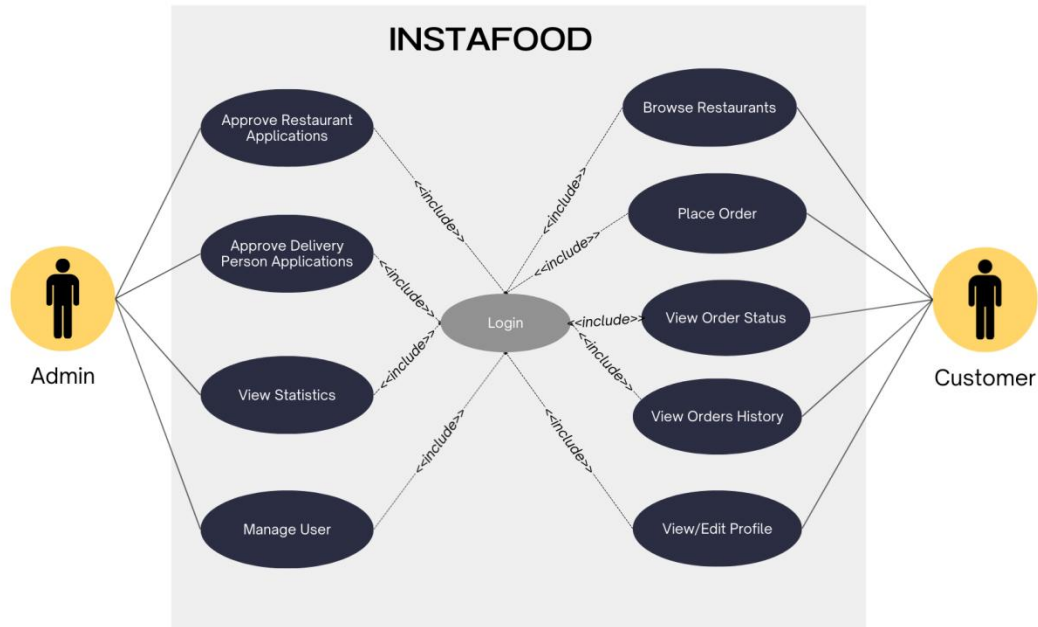 INSTAFOOD
Approve Restaurant
Applications
Browse Restaurants
<<include>>
<<include>>
Place Order
<<include>>
Approve Delivery
Person Applications
<<include>>
Login
<<include>>
View Order Status
Admin
Customer
View Statistics
<<include>>
<<include>>
View Orders History
<<include>>
<<include>>
Manage User
View/Edit Profile